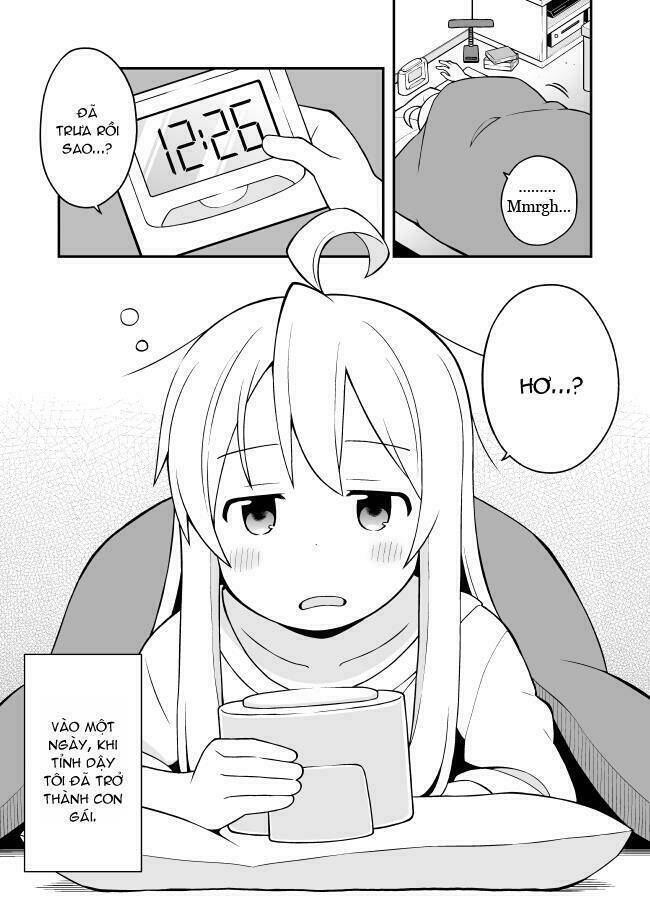 .........
Mmrgh...
ĐÃ
TRƯA RỒI
SAO...?
12:26
HƠ...?
VÀO MỘT
NGÀY, KHI
TỈNH DẬY
TÔI ĐÃ TRỞ
THÀNH CON
GÁI.